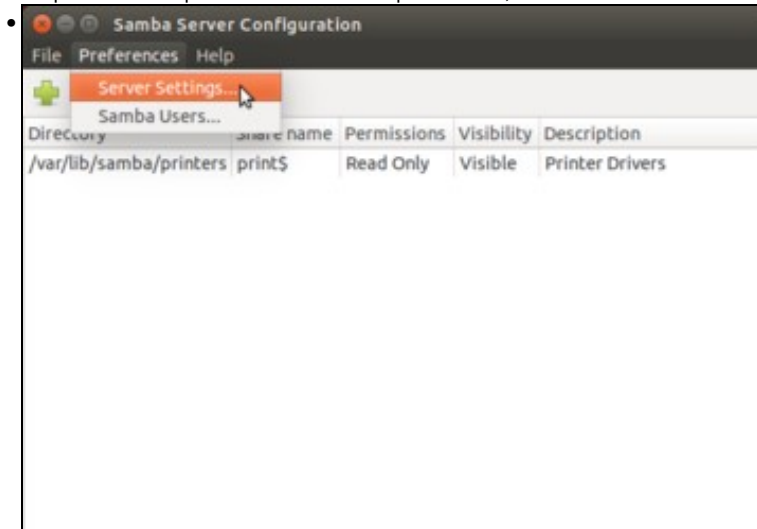 Samba Server Configuration
File Preferences Help
Server Settings...
Samba Users...
Directory Share name Permissions Visibility Description
/var/lib/samba/printers print$ Read Only Visible Printer Drivers